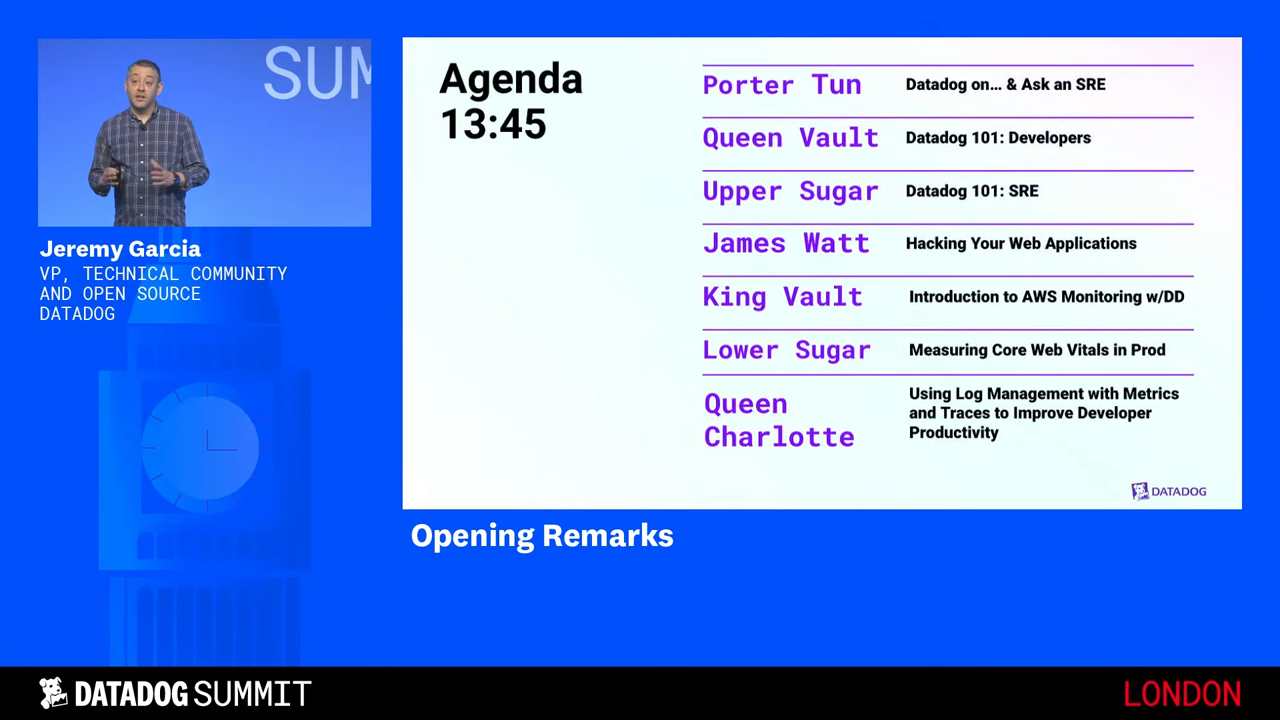 SUM
Jeremy Garcia
VP, TECHNICAL COMMUNITY
AND OPEN SOURCE
DATADOG
Agenda
13:45
Porter Tun Datadog on... & Ask an SRE
Queen Vault Datadog 101: Developers
Upper Sugar Datadog 101: SRE
James Watt Hacking Your Web Applications
King Vault Introduction to AWS Monitoring w/DD
Lower Sugar Measuring Core Web Vitals in Prod
Queen
Charlotte
Using Log Management with Metrics
and Traces to Improve Developer
Productivity
DATADOG
Opening Remarks
DATADOG SUMMIT
LONDON